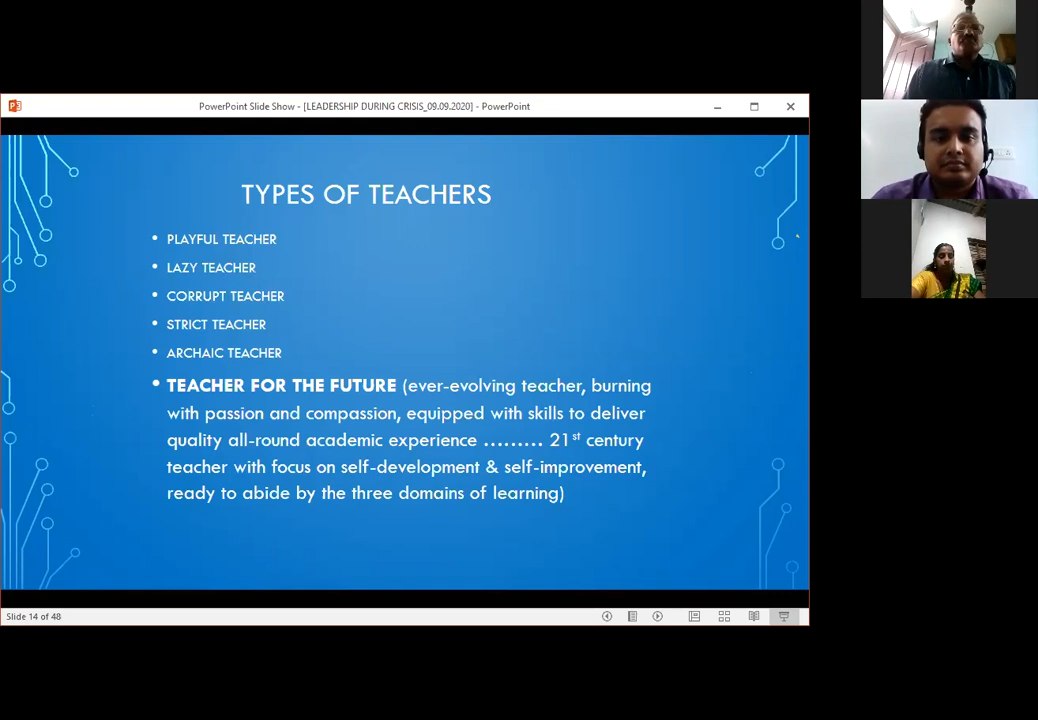 PowerPoint Slide Show - [LEADERSHIP DURING CRISIS_09.09.2020] - PowerPoint
TYPES OF TEACHERS
• PLAYFUL TEACHER
• LAZY TEACHER
• CORRUPT TEACHER
• STRICT TEACHER
• ARCHAIC TEACHER
• TEACHER FOR THE FUTURE (ever-evolving teacher, burning
with passion and compassion, equipped with skills to deliver
quality all-round academic experience ......... 21st century
teacher with focus on self-development & self-improvement,
ready to abide by the three domains of learning)
Slide 14 of 48